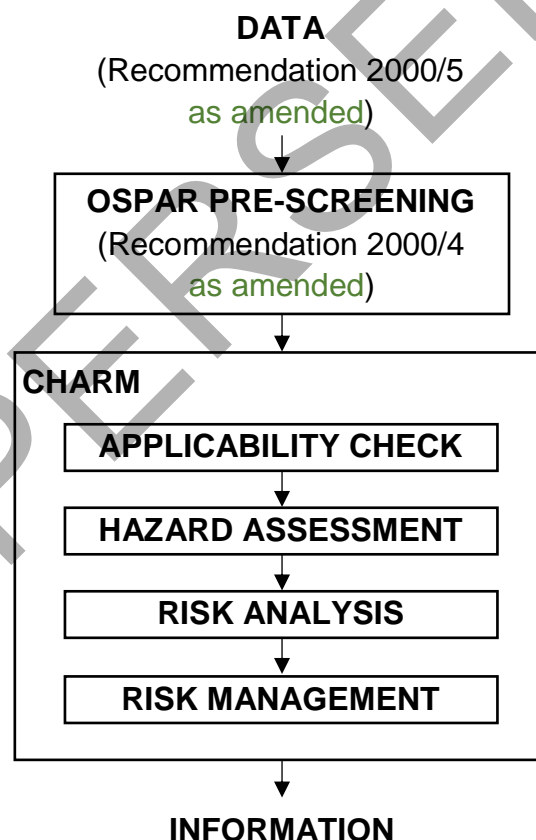 DATA
(Recommendation 2000/5
as amended)
OSPAR PRE-SCREENING
(Recommendation 2000/4
as amended)
CHARM
APPLICABILITY CHECK
HAZARD ASSESSMENT
RISK ANALYSIS
RISK MANAGEMENT
INFORMATION
PERSE